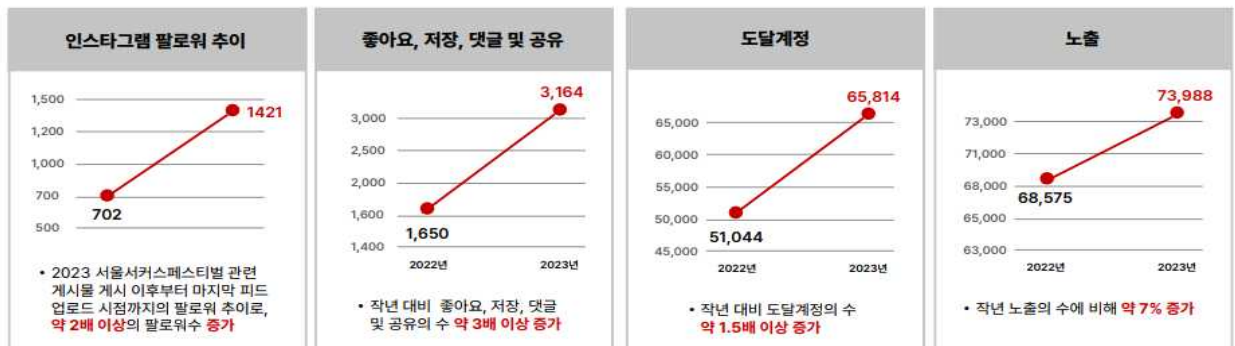 인스타그램 팔로워 추이
1,500
1,200
1,000
700
500
702
1421
• 2023 서울서커스페스티벌 관련
게시물 게시 이후부터 마지막 피드
업로드 시점까지의 팔로워 추이로,
약 2배 이상의 팔로워수 증가
좋아요, 저장, 댓글 및 공유
3,000
2,500
2,000
1,600
1,400
1,650
3,164
2022년
2023년
• 작년 대비 좋아요, 저장, 댓글
및 공유의 수 약 3배 이상 증가
도달계정
65,000
60,000
55,000
50,000
45,000
51,044
65,814
2022년
2023년
• 작년 대비 도달계정의 수
약 1.5배 이상 증가
노출
73,000
71,000
68,000
65,000
63,000
68,575
73,988
2022년
2023년
• 작년 노출의 수에 비해 약 7% 증가